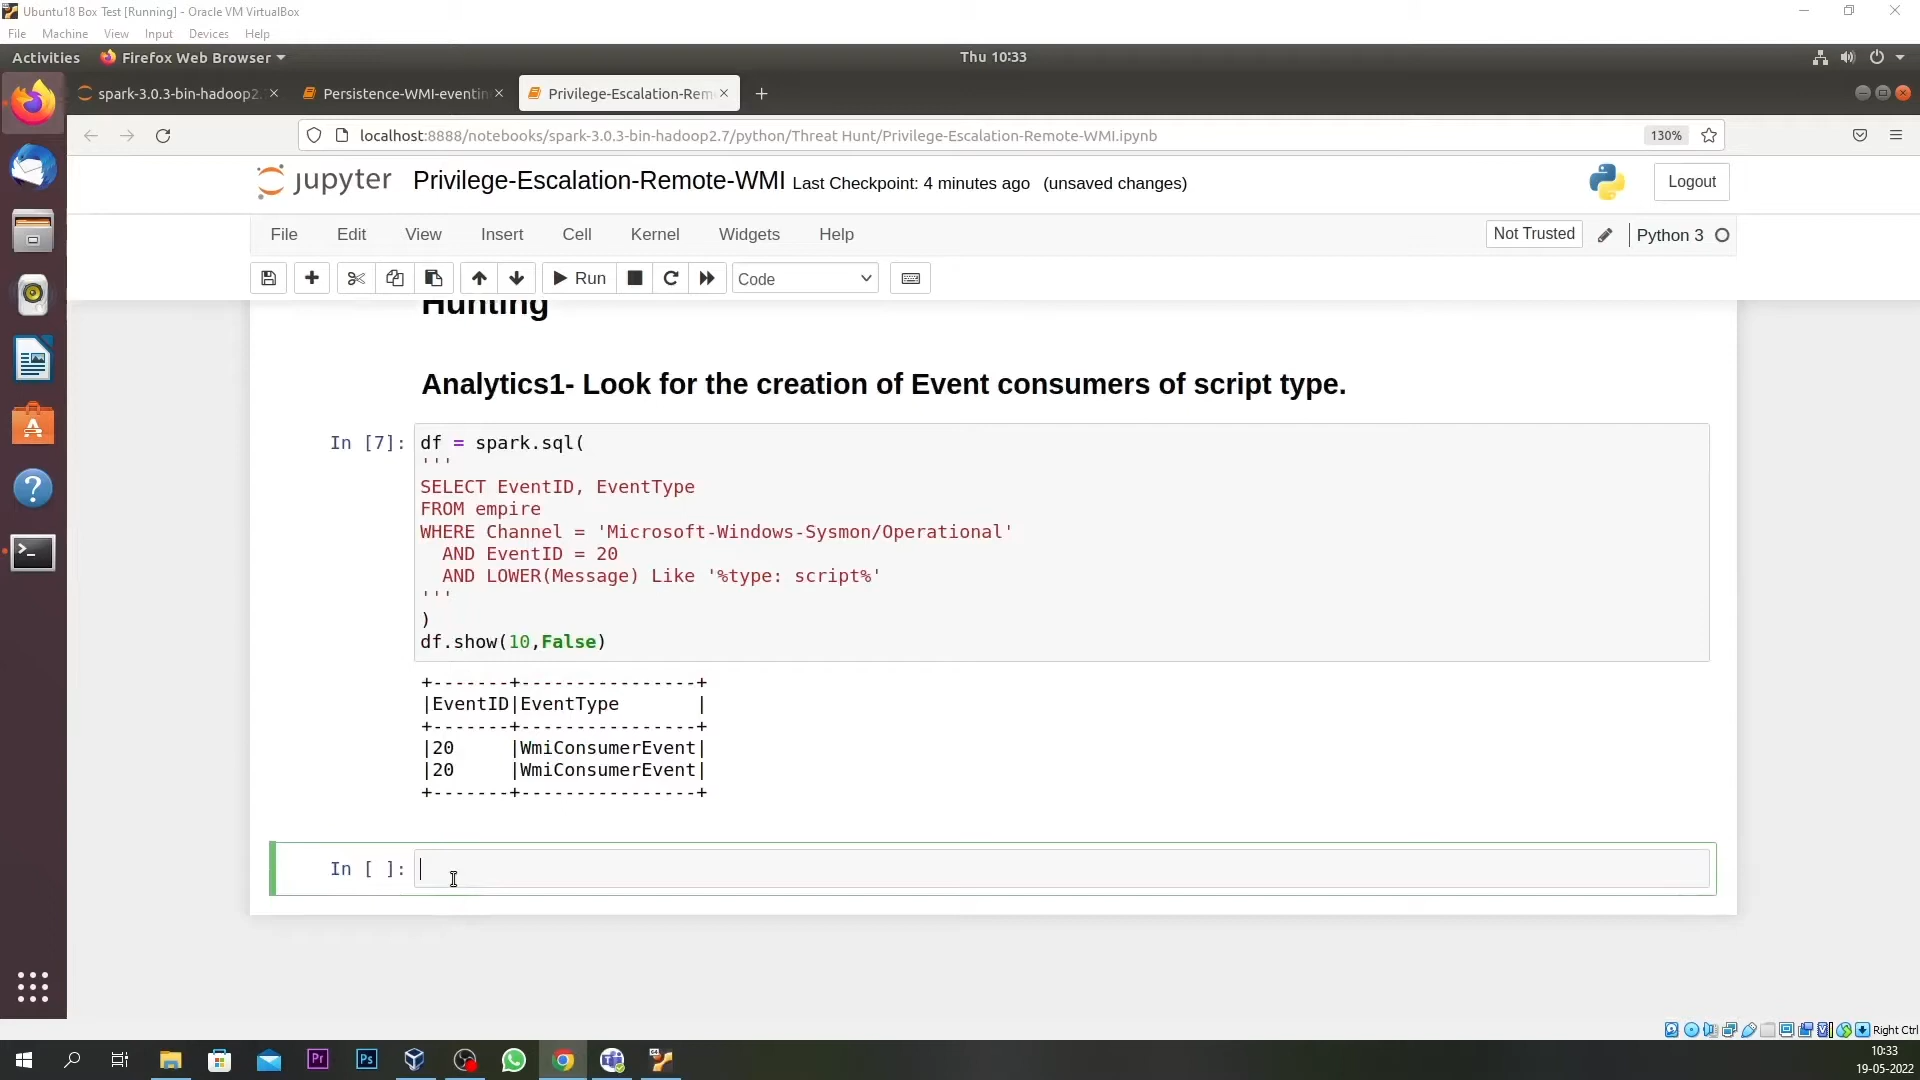 Ubuntu18 Box Test [Running] - Oracle VM VirtualBox
File Machine View Input Devices Help
Activities Firefox Web Browser Thu 10:33
spark-3.0.3-bin-hadoop2. Persistence-WMI-eventin Privilege-Escalation-Rem
localhost:8888/notebooks/spark-3.0.3-bin-hadoop2.7/python/Threat Hunt/Privilege-Escalation-Remote-WMI.ipynb 130%
jupyter Privilege-Escalation-Remote-WMI Last Checkpoint: 4 minutes ago (unsaved changes) Logout
File Edit View Insert Cell Kernel Widgets Help Not Trusted Python 3
Run Code
Hunting
Analytics1- Look for the creation of Event consumers of script type.
In [7]: df = spark.sql(
'''
SELECT EventID, EventType
FROM empire
WHERE Channel = 'Microsoft-Windows-Sysmon/Operational'
AND EventID = 20
AND LOWER(Message) Like '%type: script%'
'''
)
df.show(10,False)
+-------+---------------+
|EventID|EventType      |
+-------+---------------+
|20     |WmiConsumerEvent|
|20     |WmiConsumerEvent|
+-------+---------------+
In [ ]:
Right Ctrl
Pr Ps
10:33
19-05-2022